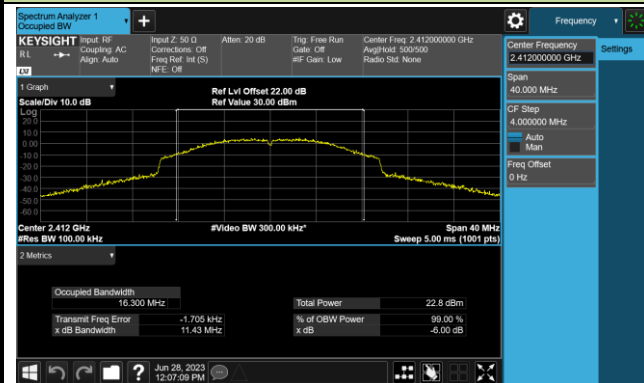 Spectrum Analyzer 1
Occupied BW
Frequency
KEYSIGHT
Input: RF
Coupling: AC
Align: Auto
Input Z: 50 Ω
Corrections: Off
Freq Ref: Int (S)
NFE: Off
Atten: 20 dB
Trig: Free Run
Gate: Off
#IF Gain: Low
Center Freq: 2.412000000 GHz
Avg|Hold: 500/500
Radio Std: None
RL
Center Frequency
2.412000000 GHz
Settings
Span
40.000 MHz
CF Step
4.000000 MHz
Auto
Man
Freq Offset
0 Hz
1 Graph
Scale/Div 10.0 dB
Ref Lvl Offset 22.00 dB
Ref Value 30.00 dBm
Log
20.0
10.0
0.00
-10.0
-20.0
-30.0
-40.0
-50.0
-60.0
Center 2.412 GHz
#Res BW 100.00 kHz
#Video BW 300.00 kHz*
Span 40 MHz
Sweep 5.00 ms (1001 pts)
2 Metrics
Occupied Bandwidth
16.300 MHz
Total Power 22.8 dBm
Transmit Freq Error -1.705 kHz
% of OBW Power 99.00 %
x dB Bandwidth 11.43 MHz
x dB -6.00 dB
Jun 28, 2023
12:07:09 PM